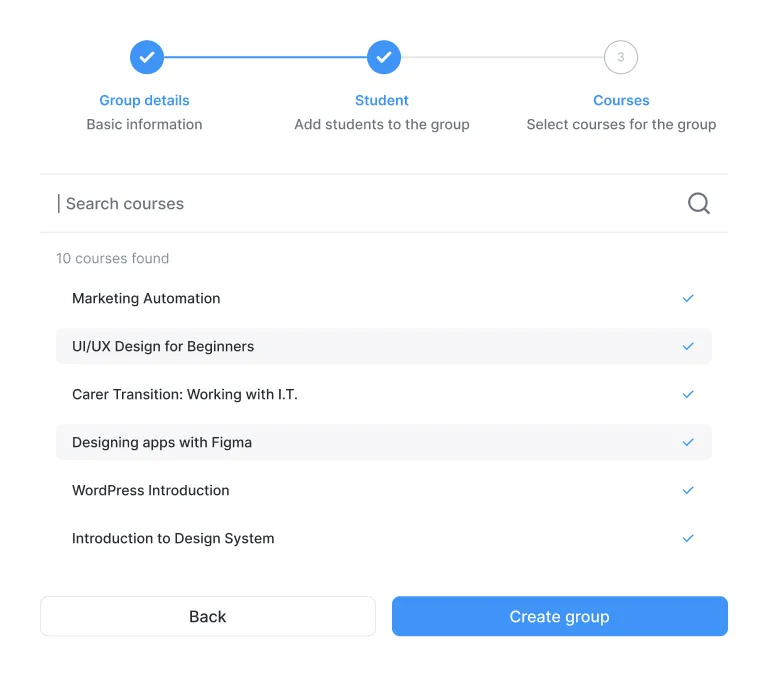 3
Group details
Student
Courses
Basic information
Add students to the group
Select courses for the group
Search courses
10 courses found
Marketing Automation
UI/UX Design for Beginners
Carer Transition: Working with I.T.
Designing apps with Figma
WordPress Introduction
Introduction to Design System
Back
Create group